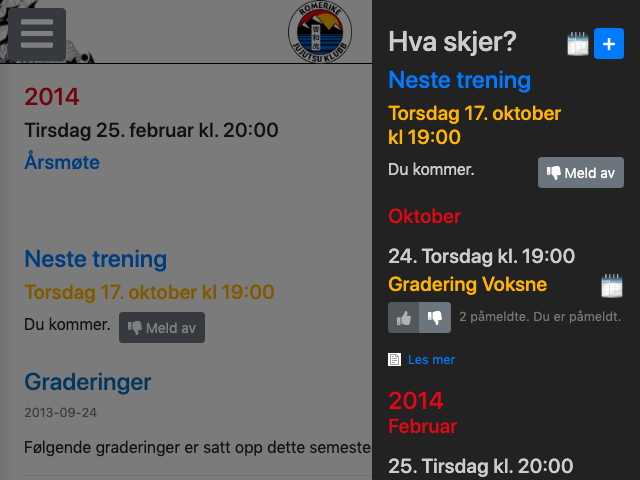 ROMERIKE
JUJUTSU KLUBB
2014
Tirsdag 25. februar kl. 20:00
Årsmøte
Neste trening
Torsdag 17. oktober kl 19:00
Du kommer.
Meld av
Graderinger
2013-09-24
Følgende graderinger er satt opp dette semeste
Hva skjer?
+
Neste trening
Torsdag 17. oktober
kl 19:00
Du kommer.
Meld av
Oktober
24. Torsdag kl. 19:00
Gradering Voksne
2 påmeldte. Du er påmeldt.
Les mer
2014
Februar
25. Tirsdag kl. 20:00